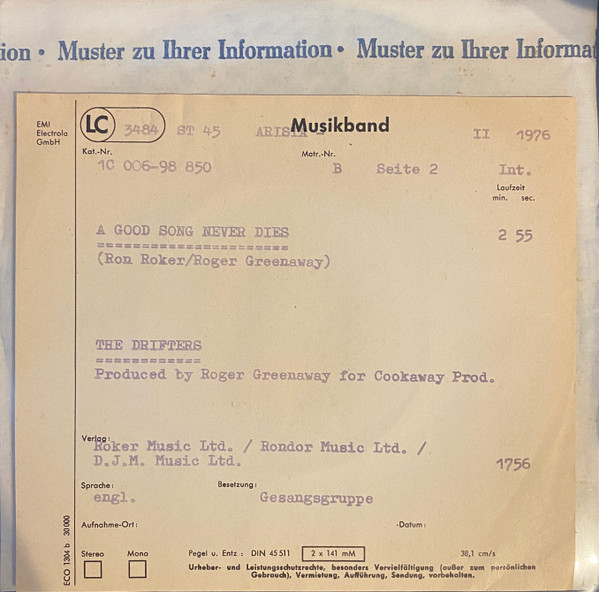 ion • Muster zu Ihrer Information • Muster zu Ihrer Informat
EMI
Electrola
GmbH
LC 3484 ST 45 Musikband II 1976
Kat.-Nr. Matr.-Nr.
1C 006-98 850 B Seite 2 Int.
Laufzeit
min. sec.
A GOOD SONG NEVER DIES 2 55
======================
(Ron Roker/Roger Greenaway)
THE DRIFTERS
============
Produced by Roger Greenaway for Cookaway Prod.
Verlag:
Roker Music Ltd. / Rondor Music Ltd. /
D.J.M. Music Ltd. 1756
Sprache: Besetzung:
engl. Gesangsgruppe
Aufnahme-Ort: -Datum:
Stereo Mono Pegel u. Entz.: DIN 45511 2 x 141 mM 38,1 cm/s
Urheber- und Leistungsschutzrechte, besonders Vervielfältigung (außer zum persönlichen
Gebrauch), Vermietung, Aufführung, Sendung, vorbehalten.
ECO 1304 b 30000